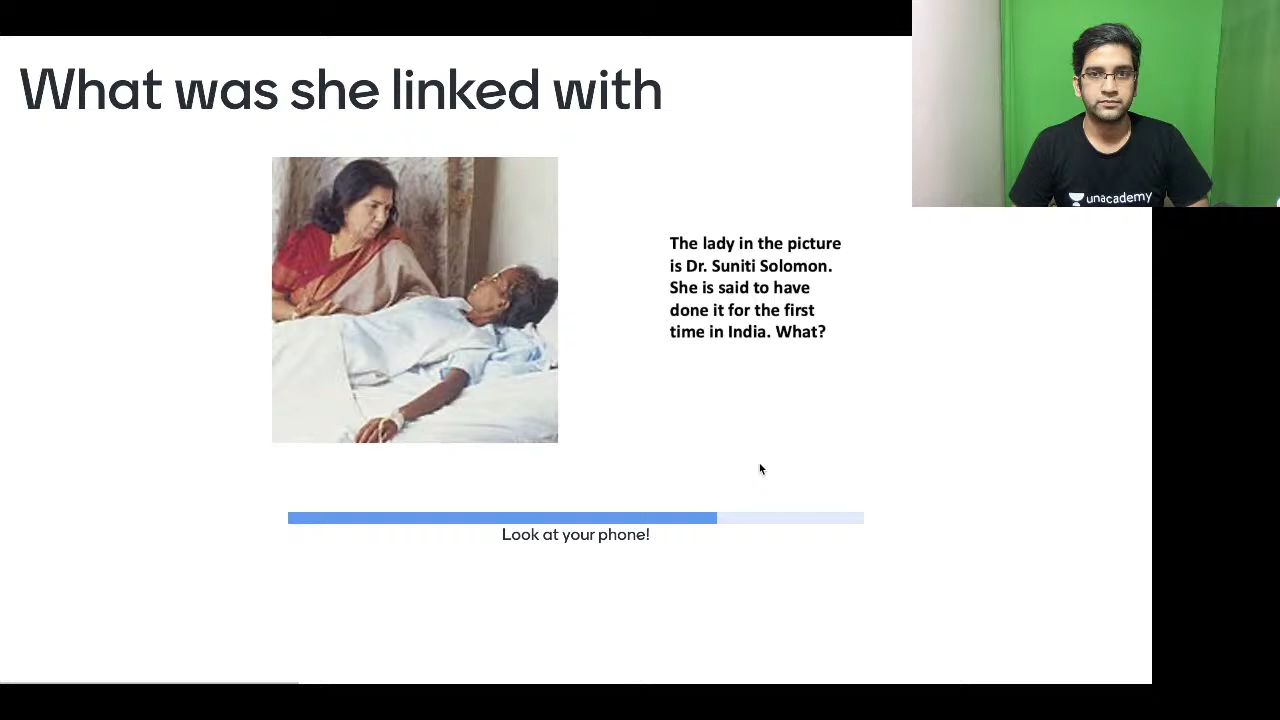 What was she linked with
unacademy
The lady in the picture
is Dr. Suniti Solomon.
She is said to have
done it for the first
time in India. What?
Look at your phone!